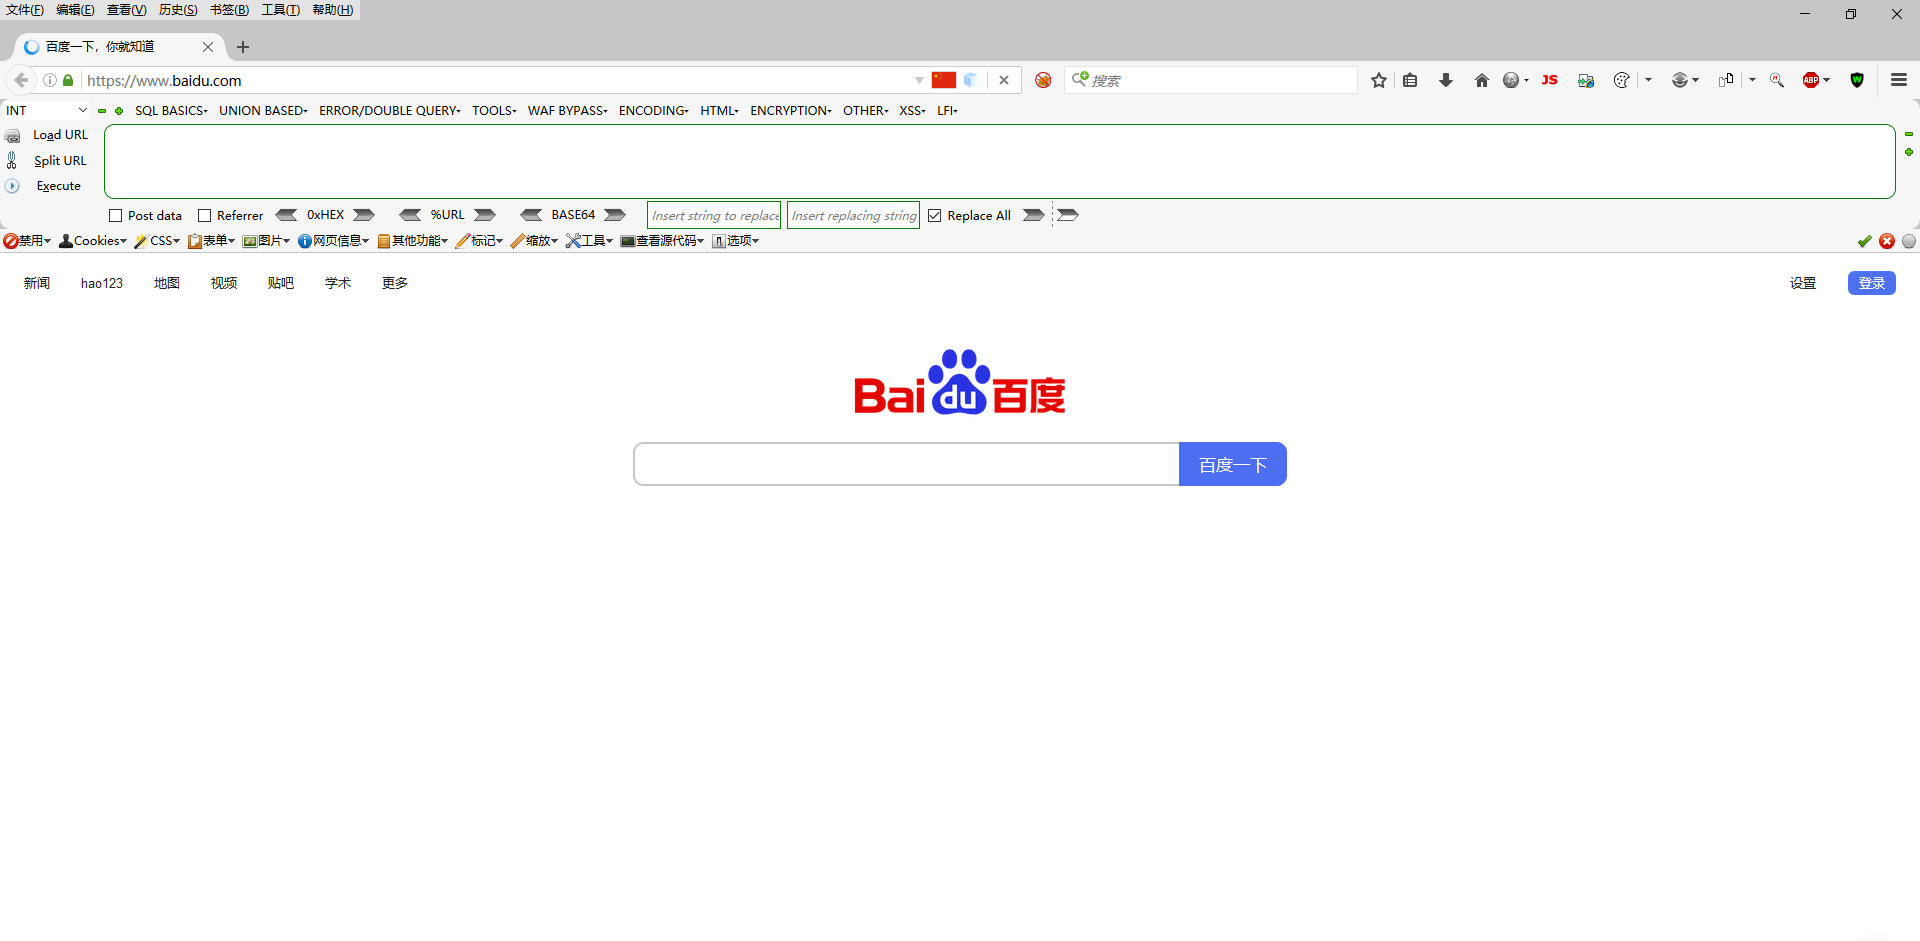 文件(F) 编辑(E) 查看(V) 历史(S) 书签(B) 工具(T) 帮助(H)
百度一下，你就知道
https://www.baidu.com
搜索
JS
ABP
W
INT
SQL BASICS UNION BASED ERROR/DOUBLE QUERY TOOLS WAF BYPASS ENCODING HTML ENCRYPTION OTHER XSS LFI
Load URL
Split URL
Execute
Post data Referrer 0xHEX %URL BASE64 Insert string to replace Insert replacing string Replace All
禁用 Cookies CSS 表单 图片 网页信息 其他功能 标记 缩放 工具 查看源代码 选项
新闻 hao123 地图 视频 贴吧 学术 更多 设置 登录
Bai du 百度
百度一下